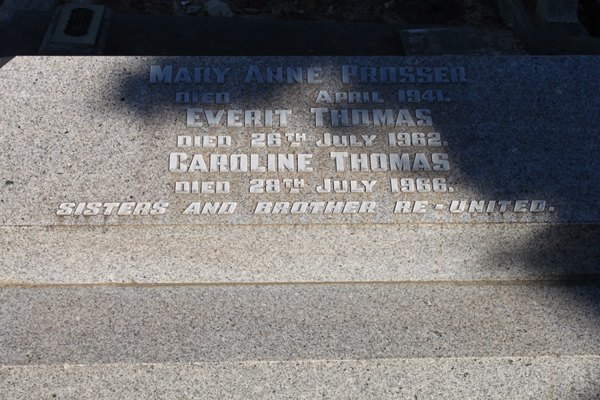 MARY ANNE PROSSER
DIED APRIL 1941.
EVERIT THOMAS
DIED 26TH JULY 1962.
CAROLINE THOMAS
DIED 28TH JULY 1966.
SISTERS AND BROTHER RE-UNITED.